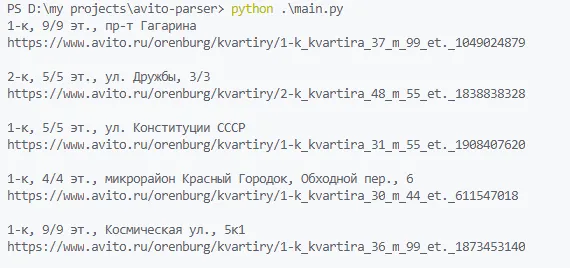 PS D:\my projects\avito-parser> python .\main.py
1-к, 9/9 эт., пр-т Гагарина
https://www.avito.ru/orenburg/kvartiry/1-k_kvartira_37_m_99_et._1049024879
2-к, 5/5 эт., ул. Дружбы, 3/3
https://www.avito.ru/orenburg/kvartiry/2-k_kvartira_48_m_55_et._1838838328
1-к, 5/5 эт., ул. Конституции СССР
https://www.avito.ru/orenburg/kvartiry/1-k_kvartira_31_m_55_et._1908407620
1-к, 4/4 эт., микрорайон Красный Городок, Обходной пер., 6
https://www.avito.ru/orenburg/kvartiry/1-k_kvartira_30_m_44_et._611547018
1-к, 9/9 эт., Космическая ул., 5к1
https://www.avito.ru/orenburg/kvartiry/1-k_kvartira_36_m_99_et._1873453140